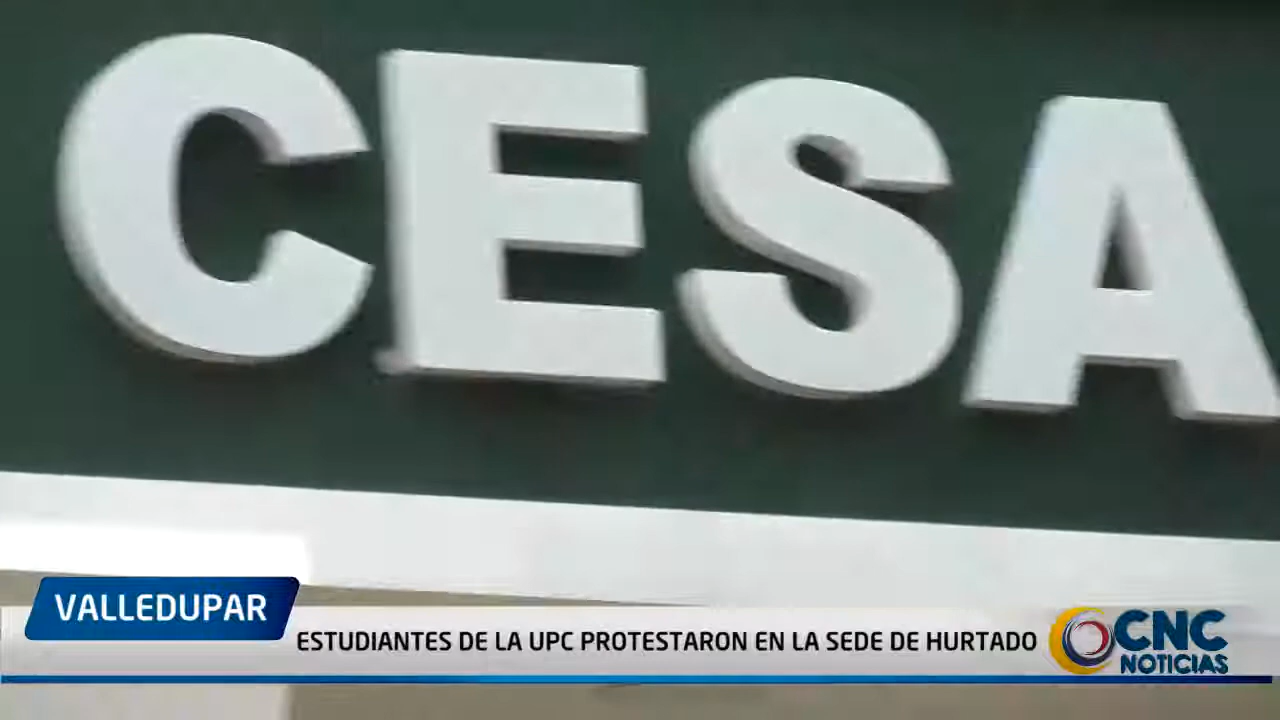 CESA
VALLEDUPAR
ESTUDIANTES DE LA UPC PROTESTARON EN LA SEDE DE HURTADO
CNC
NOTICIAS